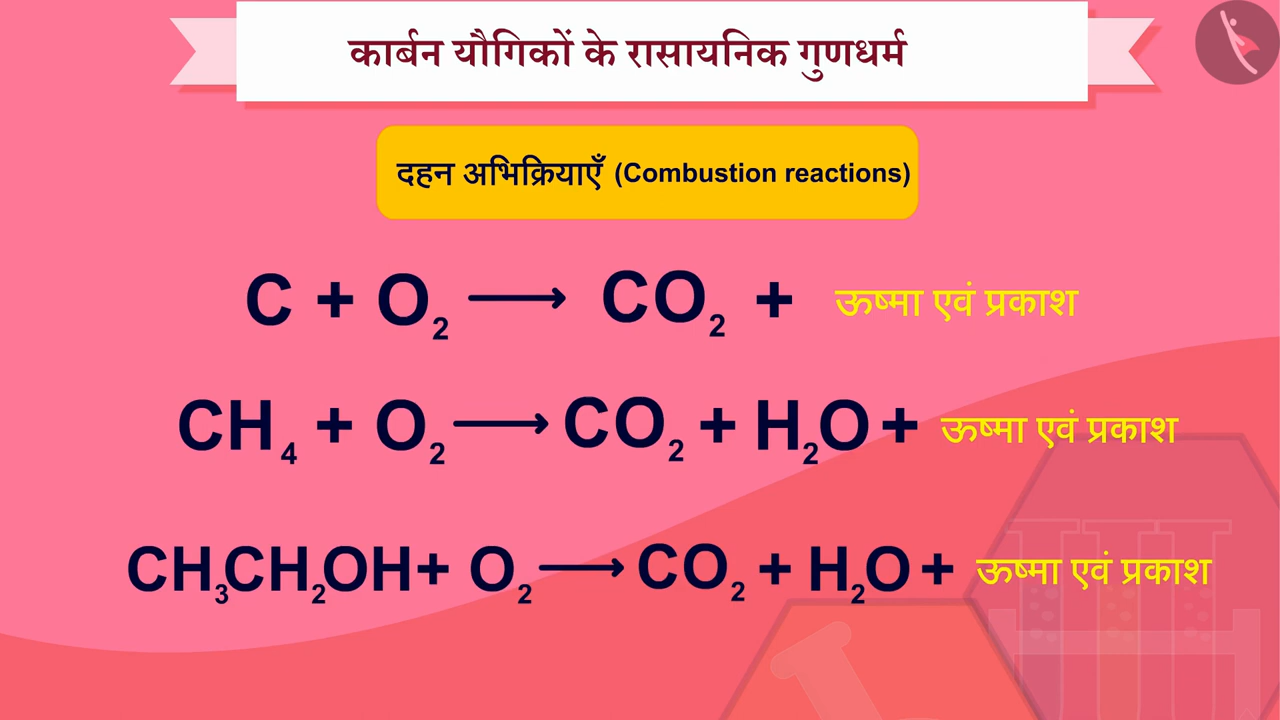 कार्बन यौगिकों के रासायनिक गुणधर्म
दहन अभिक्रियाएँ (Combustion reactions)
C + O₂ ⟶ CO₂ + ऊष्मा एवं प्रकाश
CH₄ + O₂ ⟶ CO₂ + H₂O + ऊष्मा एवं प्रकाश
CH₃CH₂OH + O₂ ⟶ CO₂ + H₂O + ऊष्मा एवं प्रकाश